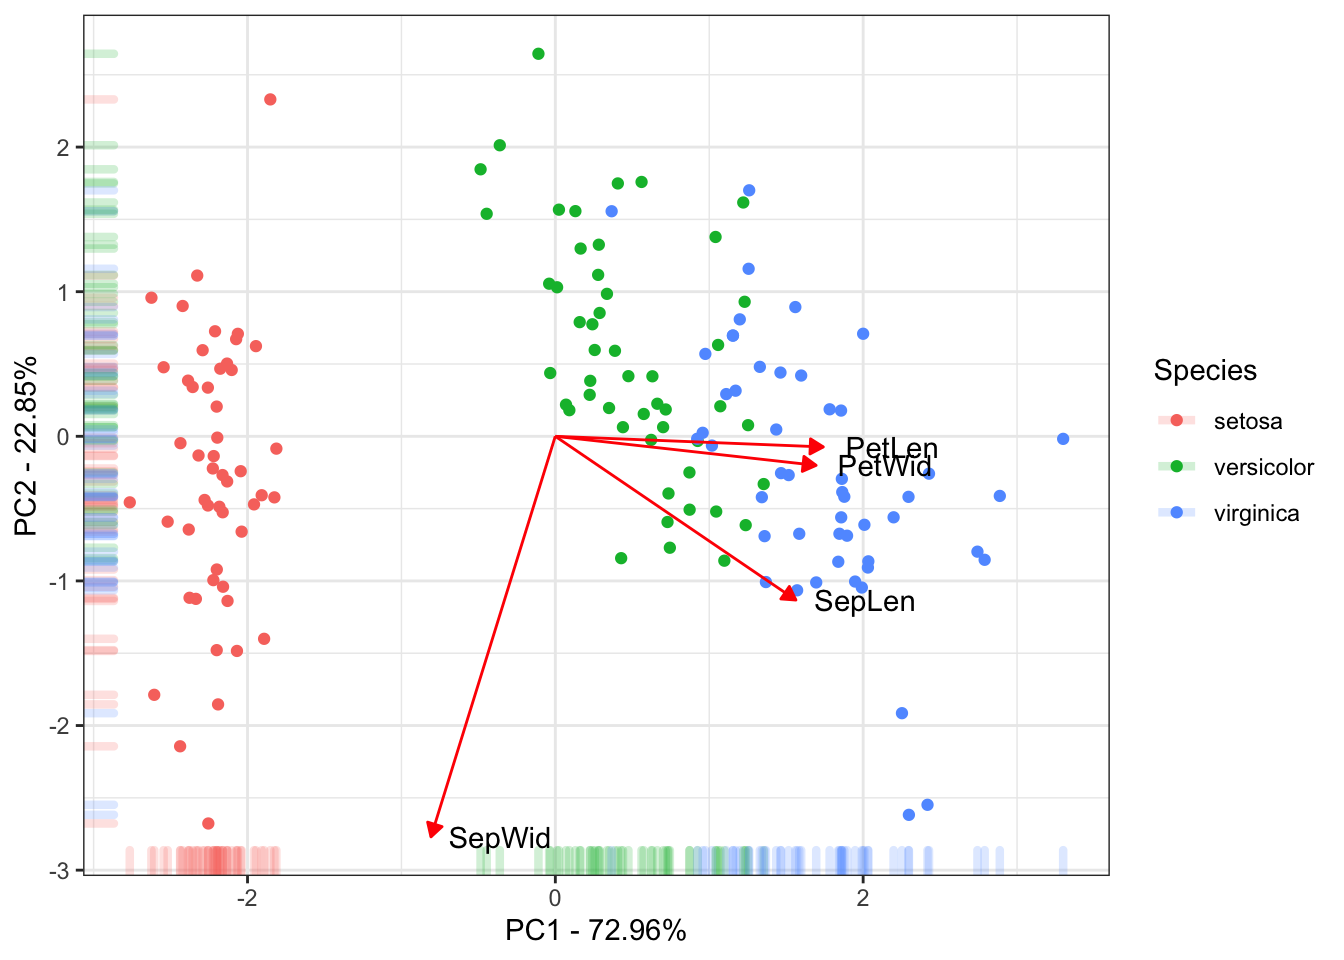 2
1
0
-1
-2
-3
PC2 - 22.85%
PetLen
PetWid
SepLen
SepWid
-2
0
2
PC1 - 72.96%
Species
setosa
versicolor
virginica